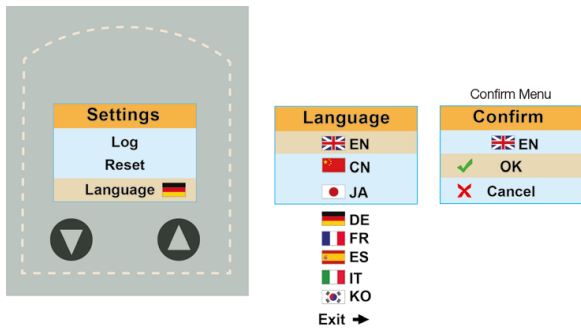 Settings
Log
Reset
Language
Language
EN
CN
JA
DE
FR
ES
IT
KO
Exit
Confirm Menu
Confirm
EN
OK
Cancel